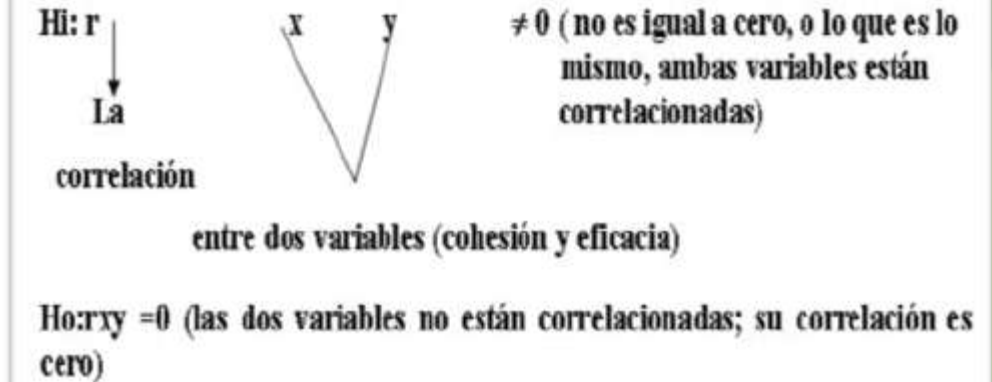 Hi: r x y ≠ 0 ( no es igual a cero, o lo que es lo
mismo, ambas variables están
La correlacionadas)
correlación
entre dos variables (cohesión y eficacia)
Ho:rxy =0 (las dos variables no están correlacionadas; su correlación es
cero)